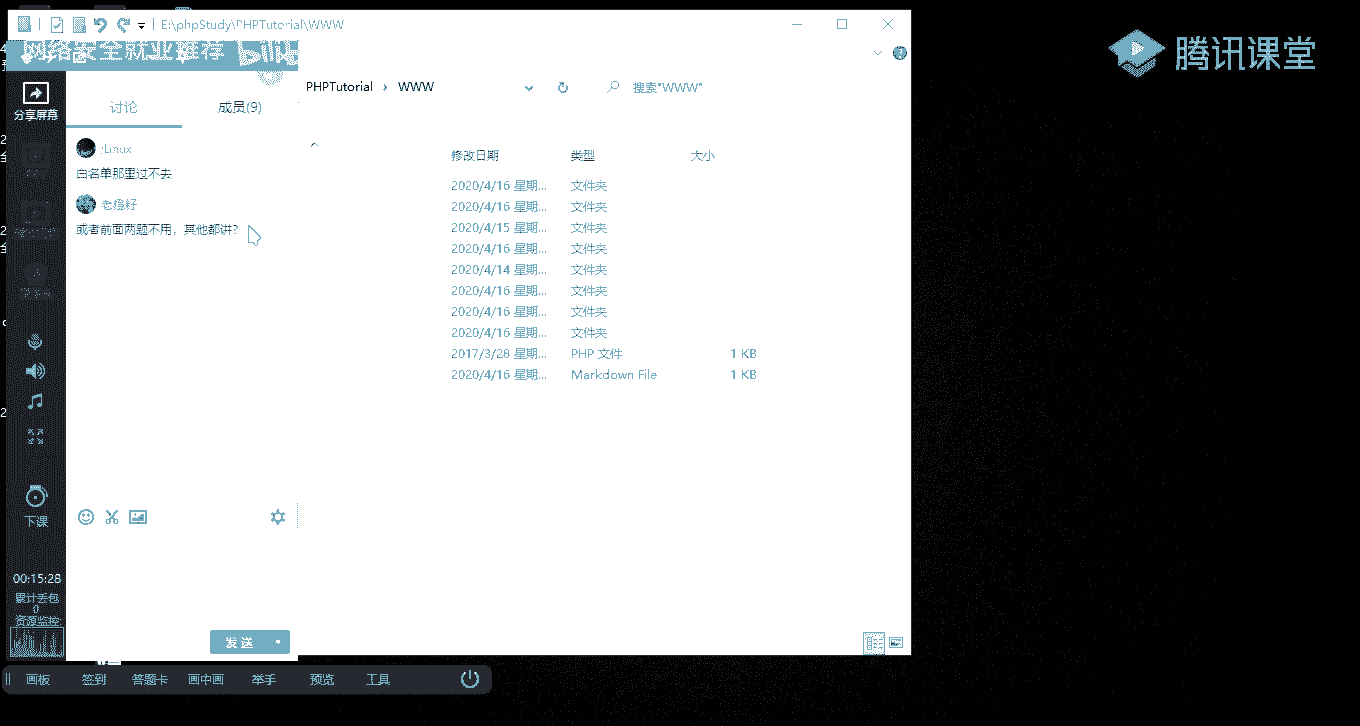 E:\phpStudy\PHPTutorial\WWW
网络安全就业推荐 bilibili
腾讯课堂
分享屏幕
讨论
成员(9)
PHPTutorial › WWW
搜索"WWW"
白名单那里过不去
老橙籽
或者前面两题不用，其他都讲?
修改日期 类型 大小
2020/4/16 星期... 文件夹
2020/4/16 星期... 文件夹
2020/4/15 星期... 文件夹
2020/4/16 星期... 文件夹
2020/4/14 星期... 文件夹
2020/4/16 星期... 文件夹
2020/4/16 星期... 文件夹
2020/4/16 星期... 文件夹
2017/3/28 星期... PHP 文件 1 KB
2020/4/16 星期... Markdown File 1 KB
下课
00:15:28
累计丢包
0
资源监控:
发送
画板 签到 答题卡 画中画 举手 预览 工具